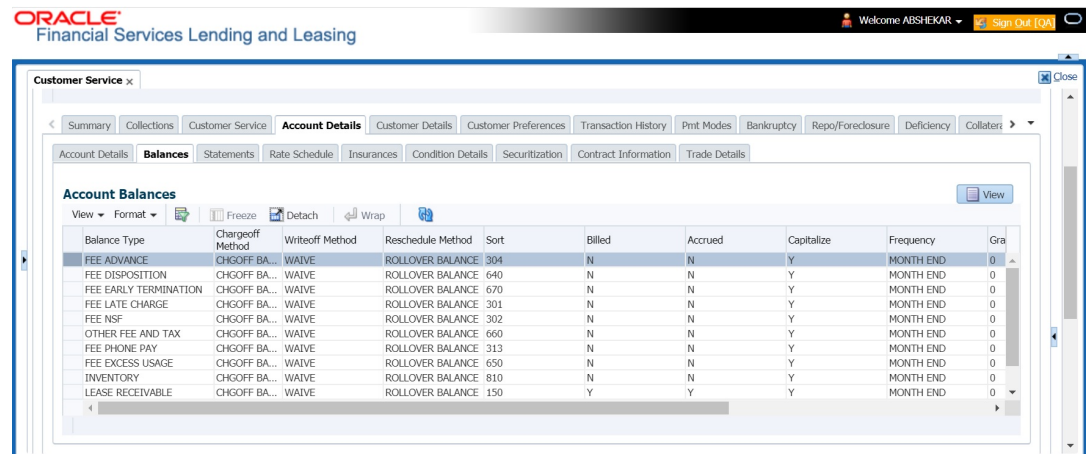 ORACLE
Welcome ABSHEKAR
Sign Out [QA]
Financial Services Lending and Leasing
Customer Service x
Close
Summary Collections Customer Service Account Details Customer Details Customer Preferences Transaction History Pmt Modes Bankruptcy Repo/Foreclosure Deficiency Collatera
Account Details Balances Statements Rate Schedule Insurances Condition Details Securitization Contract Information Trade Details
Account Balances
View
View Format Freeze Detach Wrap
Balance Type Chargeoff Method Writeoff Method Reschedule Method Sort Billed Accrued Capitalize Frequency Gra
FEE ADVANCE CHGOFF BA... WAIVE ROLLOVER BALANCE 304 N N Y MONTH END 0
FEE DISPOSITION CHGOFF BA... WAIVE ROLLOVER BALANCE 640 N N Y MONTH END 0
FEE EARLY TERMINATION CHGOFF BA... WAIVE ROLLOVER BALANCE 670 N N Y MONTH END 0
FEE LATE CHARGE CHGOFF BA... WAIVE ROLLOVER BALANCE 301 N N Y MONTH END 0
FEE NSF CHGOFF BA... WAIVE ROLLOVER BALANCE 302 N N Y MONTH END 0
OTHER FEE AND TAX CHGOFF BA... WAIVE ROLLOVER BALANCE 660 N N Y MONTH END 0
FEE PHONE PAY CHGOFF BA... WAIVE ROLLOVER BALANCE 313 N N Y MONTH END 0
FEE EXCESS USAGE CHGOFF BA... WAIVE ROLLOVER BALANCE 650 N N Y MONTH END 0
INVENTORY CHGOFF BA... WAIVE ROLLOVER BALANCE 810 N N Y MONTH END 0
LEASE RECEIVABLE CHGOFF BA... WAIVE ROLLOVER BALANCE 150 Y Y Y MONTH END 0